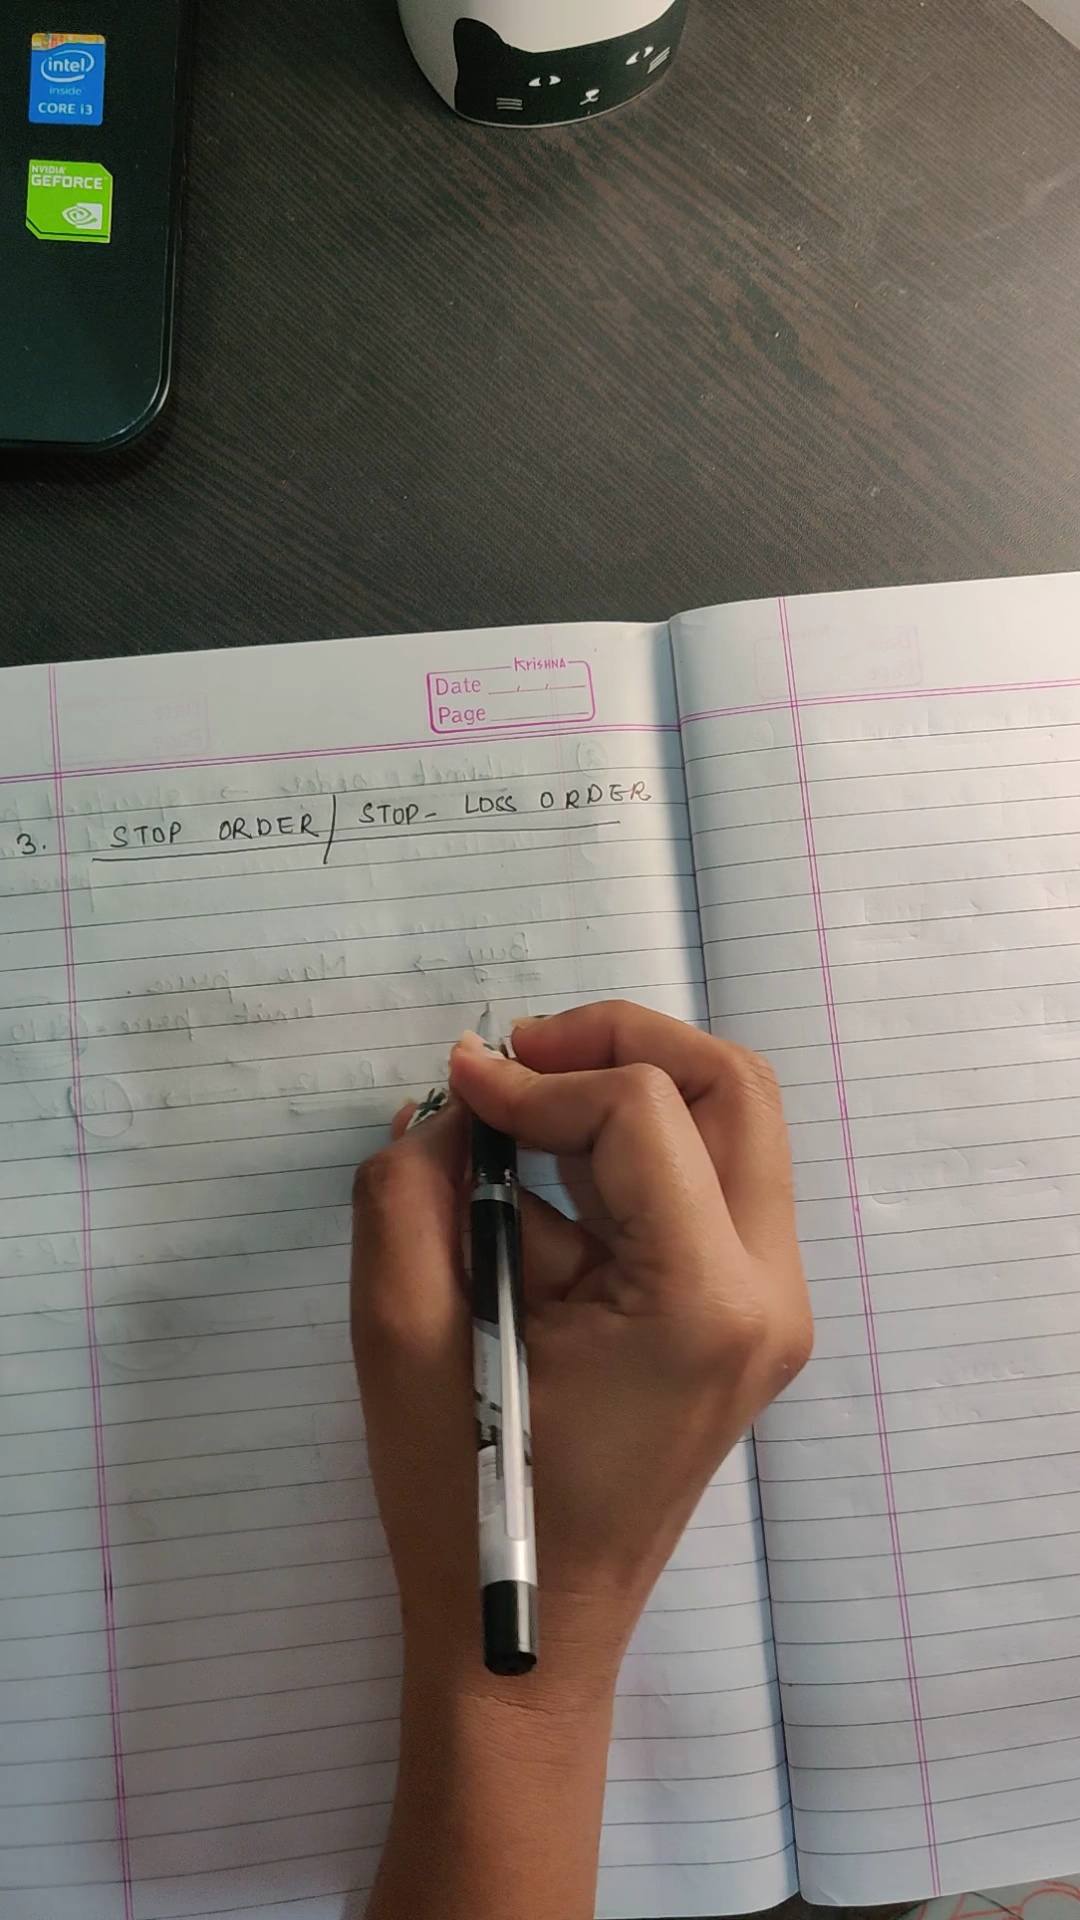 intel
inside
CORE i3
NVIDIA
GEFORCE
KRISHNA
Date
Page
3. STOP ORDER / STOP- LOSS ORDER